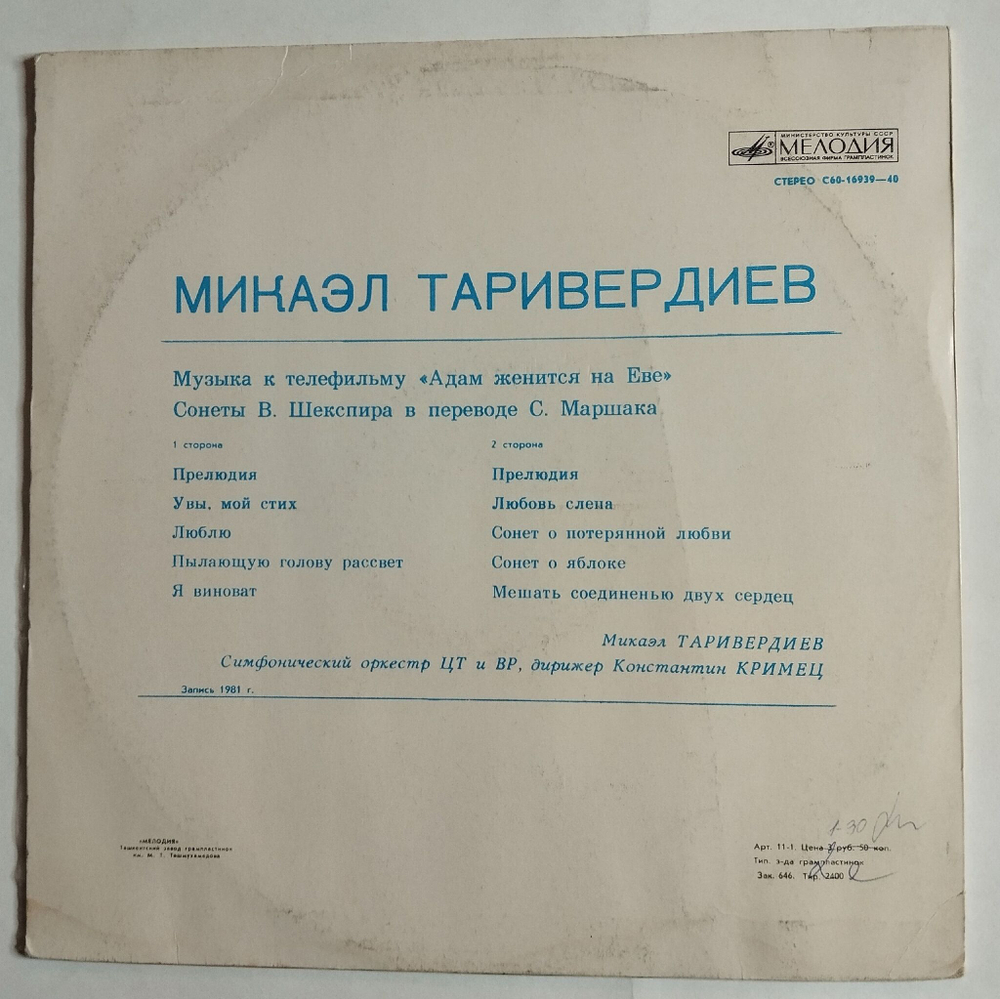 МИНИСТЕРСТВО КУЛЬТУРЫ СССР
МЕЛОДИЯ
ВСЕСОЮЗНАЯ ФИРМА ГРАМПЛАСТИНОК
СТЕРЕО С60-16939—40
МИКАЭЛ ТАРИВЕРДИЕВ
Музыка к телефильму «Адам женится на Еве»
Сонеты В. Шекспира в переводе С. Маршака
1 сторона
Прелюдия
Увы, мой стих
Люблю
Пылающую голову рассвет
Я виноват
2 сторона
Прелюдия
Любовь слепа
Сонет о потерянной любви
Сонет о яблоке
Мешать соединенью двух сердец
Микаэл ТАРИВЕРДИЕВ
Симфонический оркестр ЦТ и ВР, дирижер Константин КРИМЕЦ
Запись 1981 г.
«МЕЛОДИЯ»
Ташкентский завод грампластинок
им. М. Т. Ташмухамедова
1-30
Арт. 11-1. Цена руб. 50 коп.
Тип. з-да грампластинок
Зак. 646. Тир. 2400